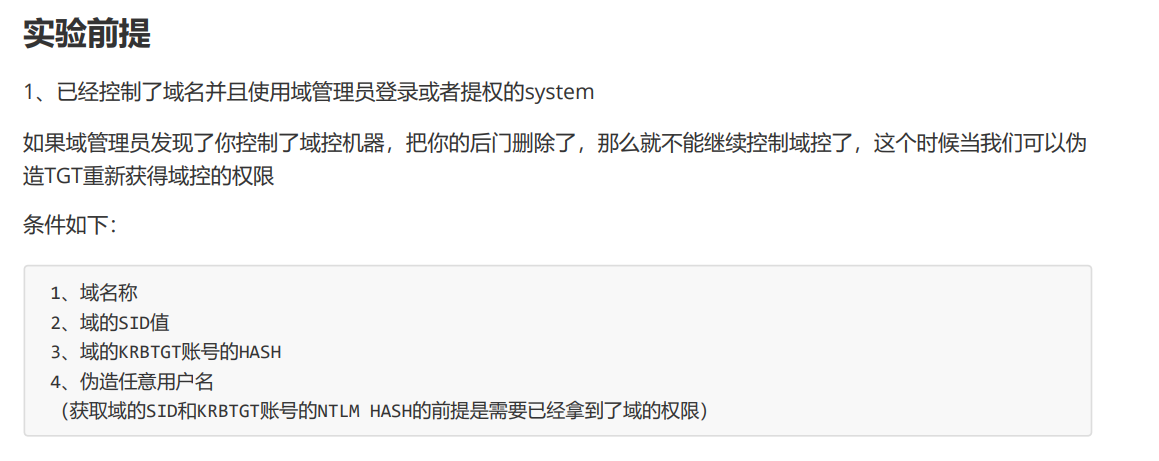 实验前提
1、已经控制了域名并且使用域管理员登录或者提权的system
如果域管理员发现了你控制了域控机器，把你的后门删除了，那么就不能继续控制域控了，这个时候当我们可以伪
造TGT重新获得域控的权限
条件如下：
1、域名称
2、域的SID值
3、域的KRBTGT账号的HASH
4、伪造任意用户名
（获取域的SID和KRBTGT账号的NTLM HASH的前提是需要已经拿到了域的权限）